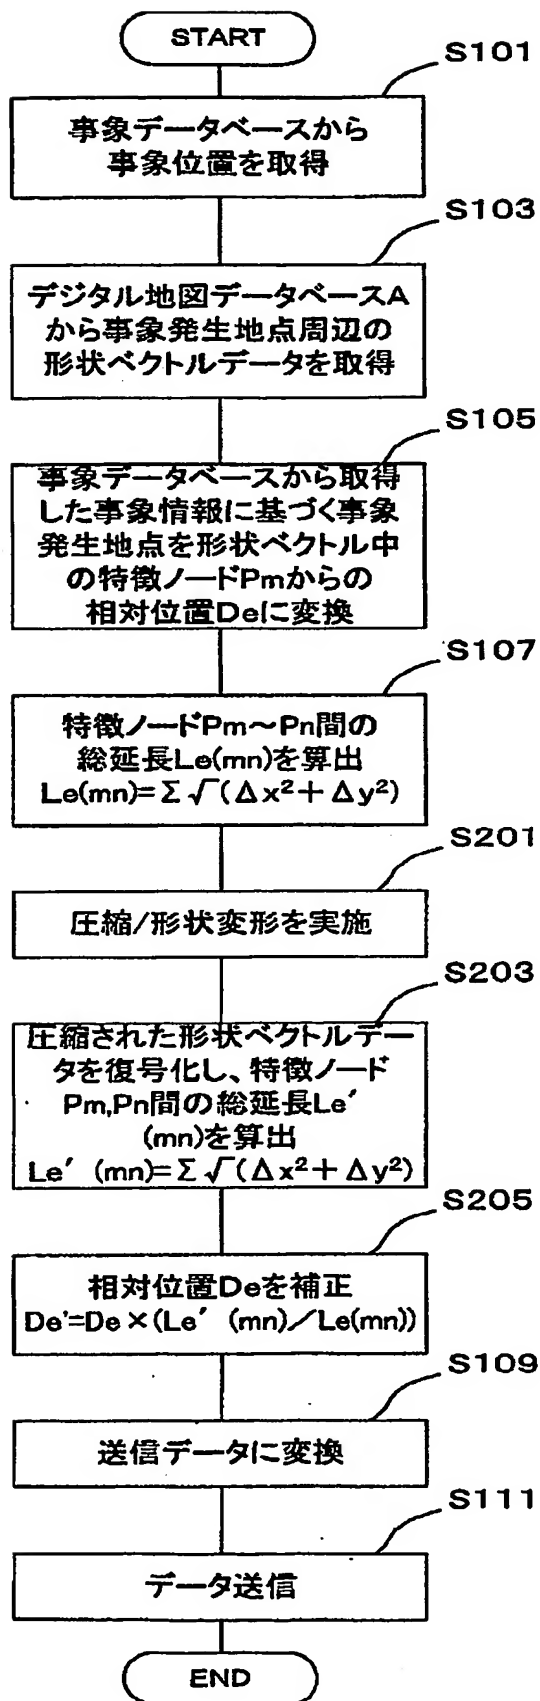 START
S101
事象データベースから
事象位置を取得
S103
デジタル地図データベースA
から事象発生地点周辺の
形状ベクトルデータを取得
S105
事象データベースから取得
した事象情報に基づく事象
発生地点を形状ベクトル中
の特徴ノードPmからの
相対位置Deに変換
S107
特徴ノードPm～Pn間の
総延長Le(mn)を算出
Le(mn)=Σ√(Δx²+Δy²)
S201
圧縮/形状変形を実施
S203
圧縮された形状ベクトルデー
タを復号化し、特徴ノード
Pm,Pn間の総延長Le′
(mn)を算出
Le′ (mn)=Σ√(Δx²+Δy²)
S205
相対位置Deを補正
De'=De×(Le′ (mn)／Le(mn))
S109
送信データに変換
S111
データ送信
END